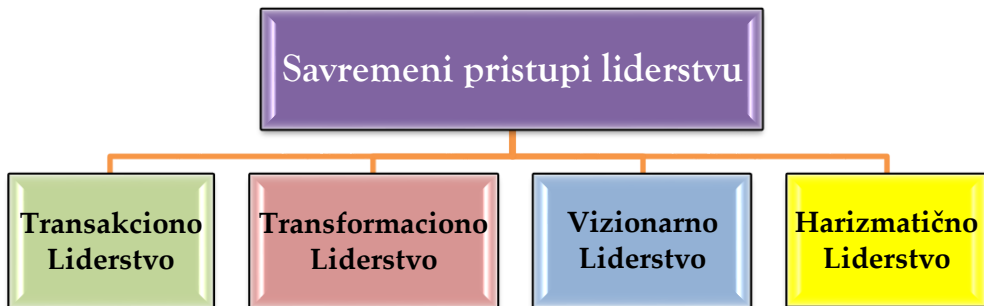 Savremeni pristupi liderstvu
Transakciono
Liderstvo
Transformaciono
Liderstvo
Vizionarno
Liderstvo
Harizmatično
Liderstvo